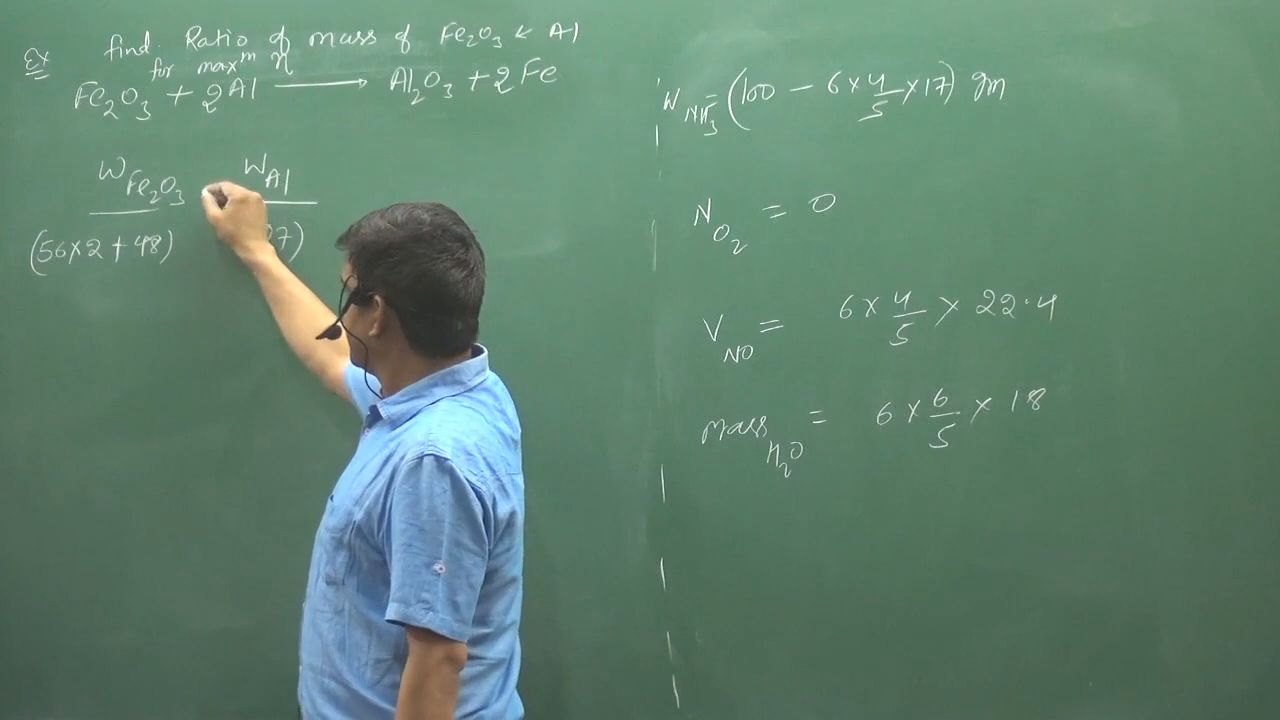 Ex find Ratio of mass of Fe₂O₃ & Al
for maxᵐ η
Fe₂O₃ + 2Al ⟶ Al₂O₃ + 2Fe
W_Fe₂O₃ W_Al
(56×2 + 48) 27)
W_NH₃ = (100 − 6×4/5×17) gm
N_O₂ = 0
V_NO = 6×4/5×22.4
mass_H₂O = 6×6/5×18